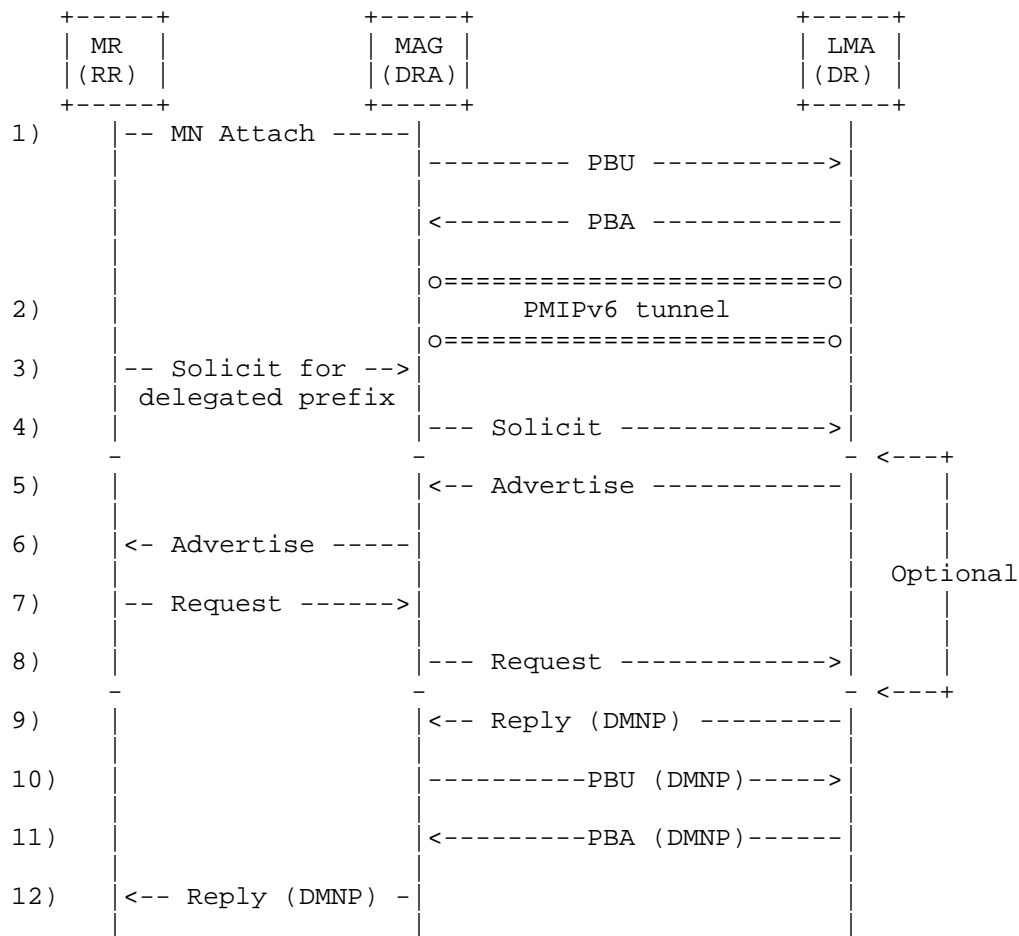 +-----+ +-----+ +-----+
| MR | | MAG | | LMA |
|(RR) | |(DRA)| |(DR) |
+-----+ +-----+ +-----+
1) |-- MN Attach -----| |
|--------- PBU ----------->|
|<-------- PBA ------------|
|o========================o|
2) | | PMIPv6 tunnel |
|o========================o|
3) |-- Solicit for -->| |
| delegated prefix | |
4) | |--- Solicit ------------->|
- - - <---+
5) | |<-- Advertise ------------| |
6) |<- Advertise -----| | |
Optional
7) |-- Request ------>| | |
8) | |--- Request ------------->| |
- - - <---+
9) | |<-- Reply (DMNP) ---------|
10) | |----------PBU (DMNP)----->|
11) | |<---------PBA (DMNP)------|
12) |<-- Reply (DMNP) -| |